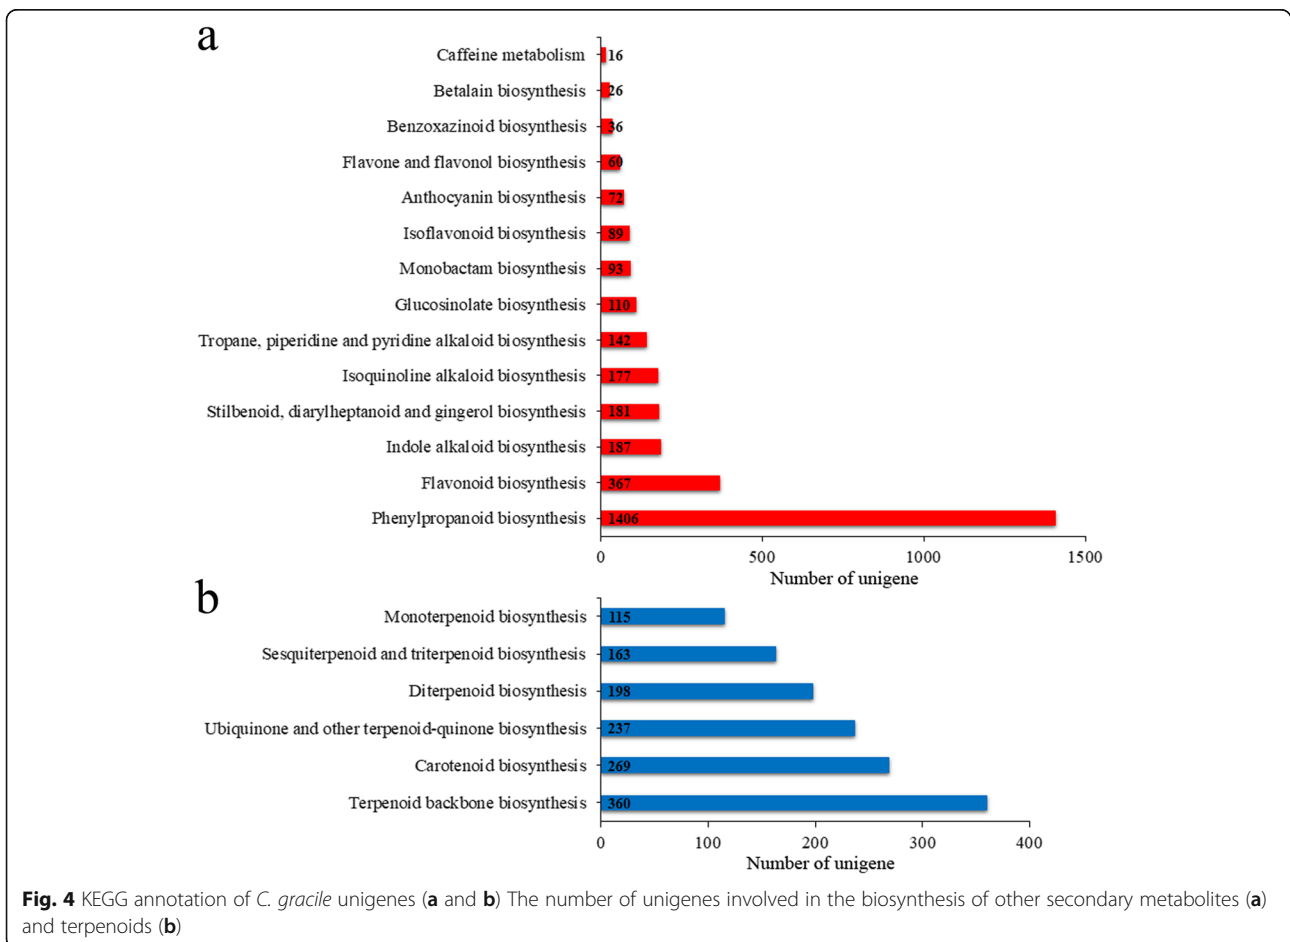 a
Caffeine metabolism 16
Betalain biosynthesis 26
Benzoxazinoid biosynthesis 36
Flavone and flavonol biosynthesis 60
Anthocyanin biosynthesis 72
Isoflavonoid biosynthesis 89
Monobactam biosynthesis 93
Glucosinolate biosynthesis 110
Tropane, piperidine and pyridine alkaloid biosynthesis 142
Isoquinoline alkaloid biosynthesis 177
Stilbenoid, diarylheptanoid and gingerol biosynthesis 181
Indole alkaloid biosynthesis 187
Flavonoid biosynthesis 367
Phenylpropanoid biosynthesis 1406
0 500 1000 1500
Number of unigene
b
Monoterpenoid biosynthesis 115
Sesquiterpenoid and triterpenoid biosynthesis 163
Diterpenoid biosynthesis 198
Ubiquinone and other terpenoid-quinone biosynthesis 237
Carotenoid biosynthesis 269
Terpenoid backbone biosynthesis 360
0 100 200 300 400
Number of unigene
Fig. 4 KEGG annotation of C. gracile unigenes (a and b) The number of unigenes involved in the biosynthesis of other secondary metabolites (a)
and terpenoids (b)